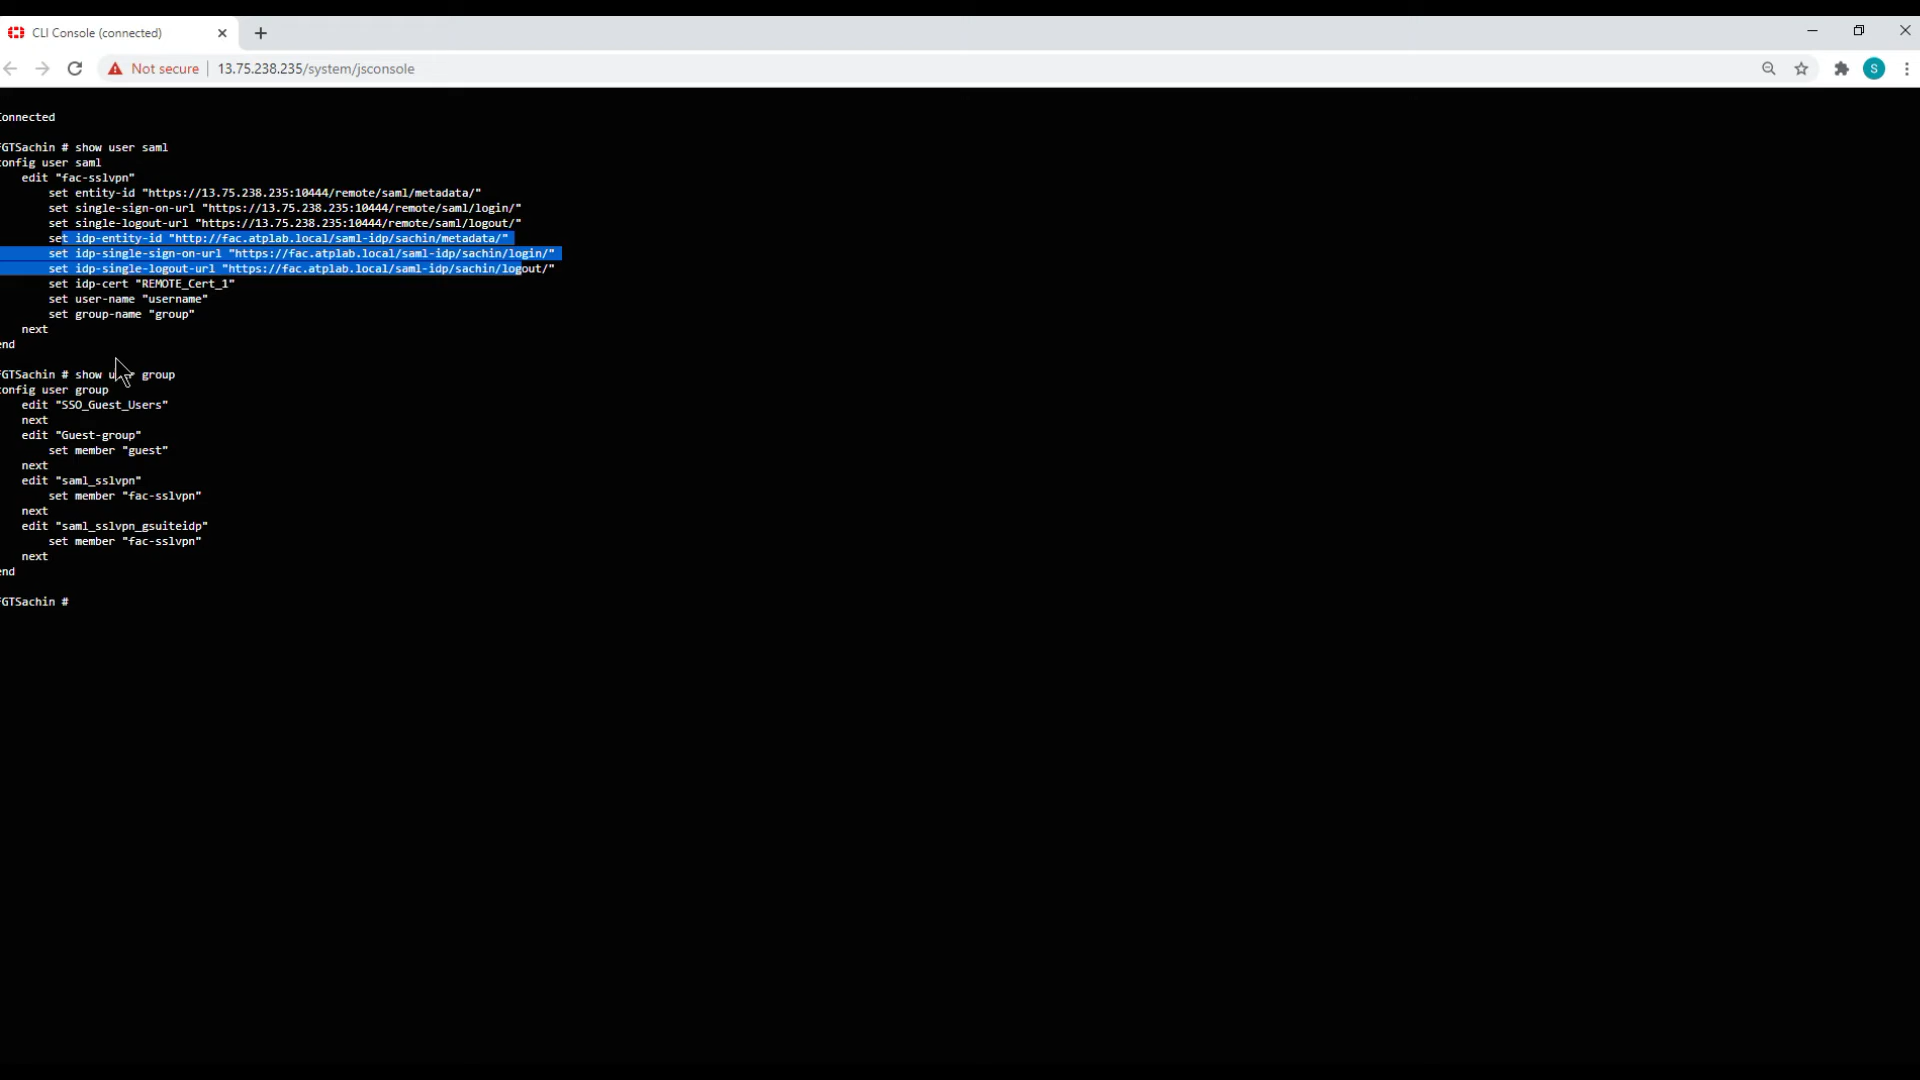 CLI Console (connected)
Not secure
13.75.238.235/system/jsconsole
S
onnected
GTSachin # show user saml
onfig user saml
edit "fac-sslvpn"
set entity-id "https://13.75.238.235:10444/remote/saml/metadata/"
set single-sign-on-url "https://13.75.238.235:10444/remote/saml/login/"
set single-logout-url "https://13.75.238.235:10444/remote/saml/logout/"
set idp-entity-id "http://fac.atplab.local/saml-idp/sachin/metadata/"
set idp-single-sign-on-url "https://fac.atplab.local/saml-idp/sachin/login/"
set idp-single-logout-url "https://fac.atplab.local/saml-idp/sachin/logout/"
set idp-cert "REMOTE_Cert_1"
set user-name "username"
set group-name "group"
next
end
GTSachin # show user group
onfig user group
edit "SSO_Guest_Users"
next
edit "Guest-group"
set member "guest"
next
edit "saml_sslvpn"
set member "fac-sslvpn"
next
edit "saml_sslvpn_gsuiteidp"
set member "fac-sslvpn"
next
end
GTSachin #